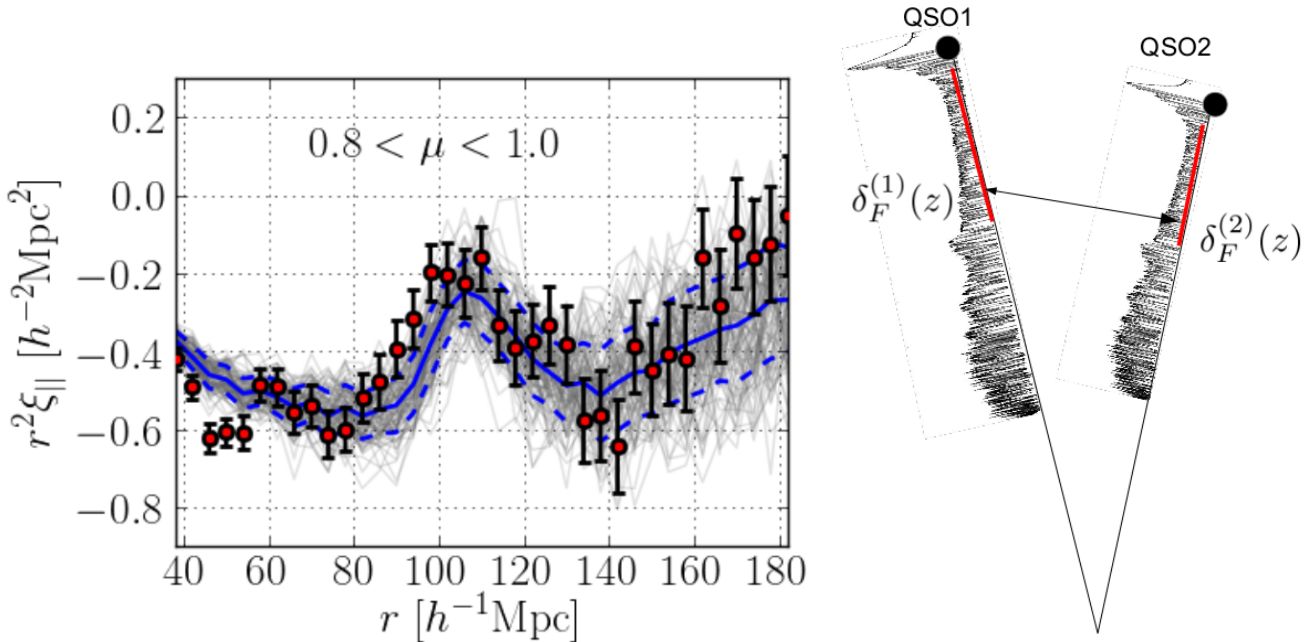 0.2
0.0
−0.2
−0.4
−0.6
−0.8
r²ξ|| [h⁻²Mpc²]
0.8 < μ < 1.0
40 60 80 100 120 140 160 180
r [h⁻¹Mpc]
QSO1
QSO2
δ_F^(1)(z)
δ_F^(2)(z)